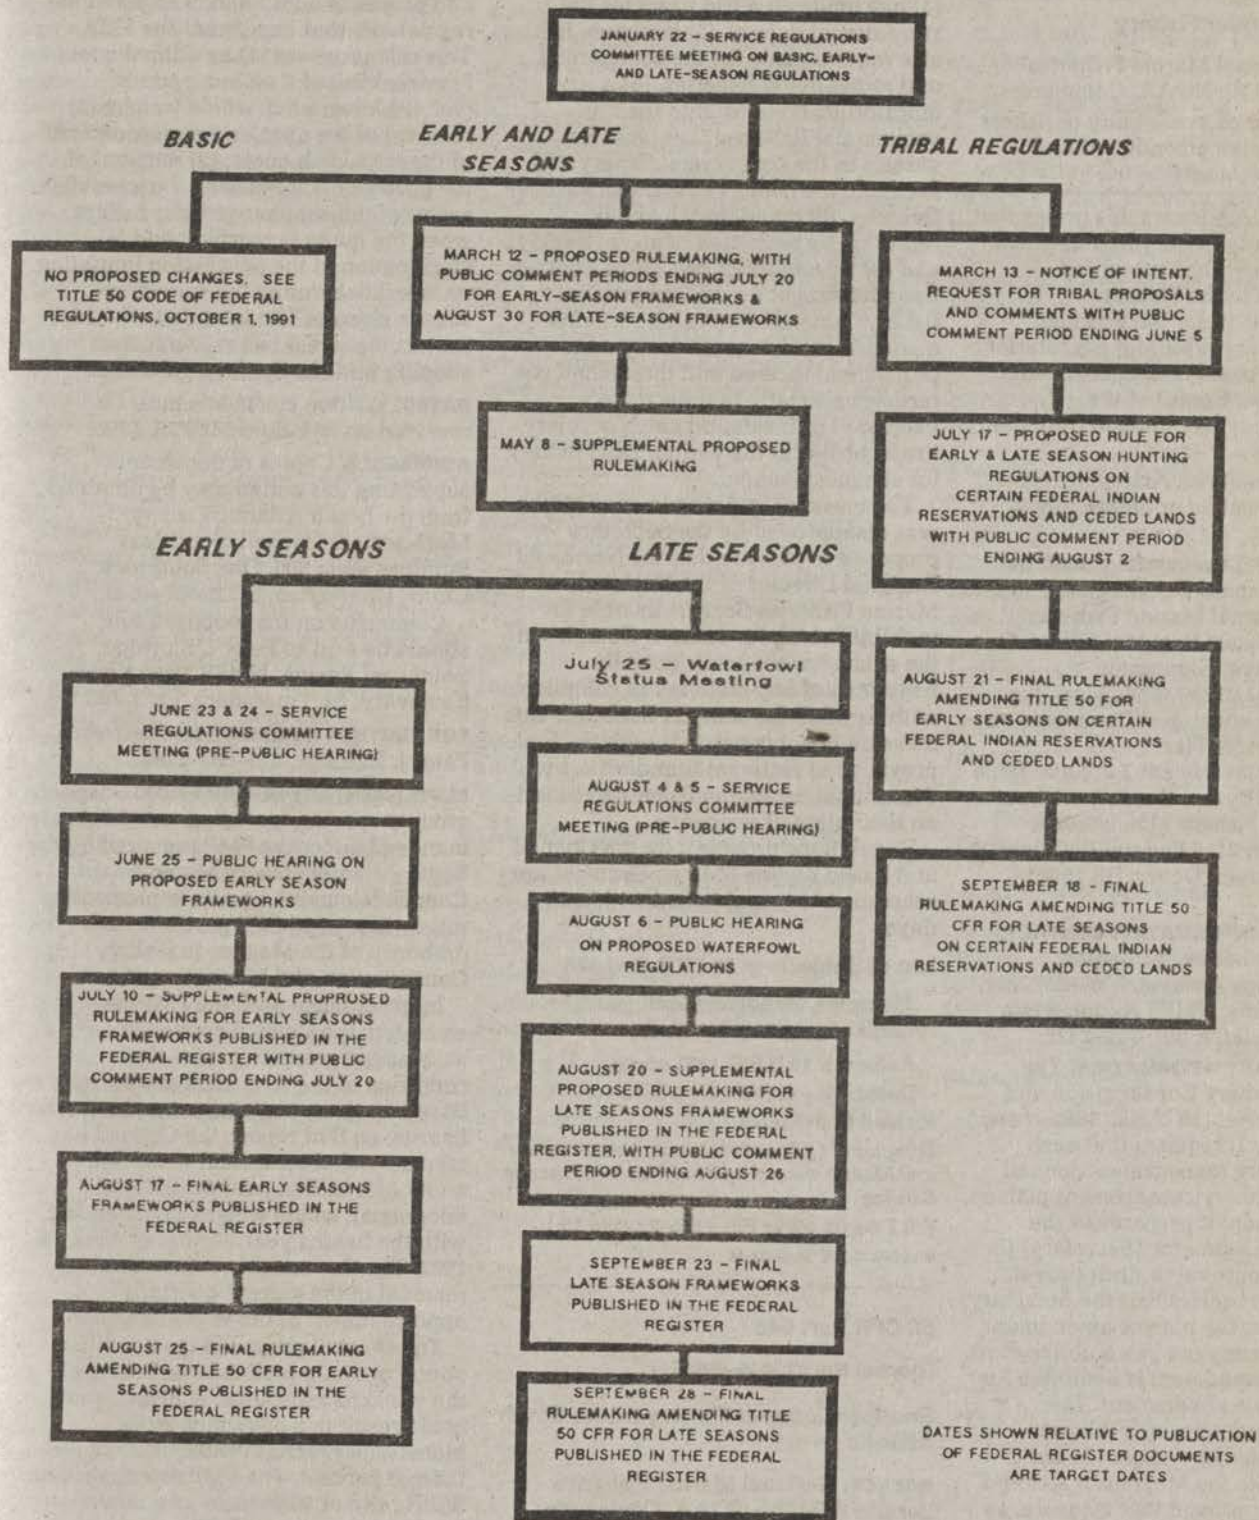 JANUARY 22 - SERVICE REGULATIONS
COMMITTEE MEETING ON BASIC, EARLY-
AND LATE-SEASON REGULATIONS
BASIC
EARLY AND LATE
SEASONS
TRIBAL REGULATIONS
NO PROPOSED CHANGES. SEE
TITLE 50 CODE OF FEDERAL
REGULATIONS, OCTOBER 1, 1991
MARCH 12 - PROPOSED RULEMAKING, WITH
PUBLIC COMMENT PERIODS ENDING JULY 20
FOR EARLY-SEASON FRAMEWORKS &
AUGUST 30 FOR LATE-SEASON FRAMEWORKS
MARCH 13 - NOTICE OF INTENT.
REQUEST FOR TRIBAL PROPOSALS
AND COMMENTS WITH PUBLIC
COMMENT PERIOD ENDING JUNE 5
MAY 8 - SUPPLEMENTAL PROPOSED
RULEMAKING
JULY 17 - PROPOSED RULE FOR
EARLY & LATE SEASON HUNTING
REGULATIONS ON
CERTAIN FEDERAL INDIAN
RESERVATIONS AND CEDED LANDS
WITH PUBLIC COMMENT PERIOD
ENDING AUGUST 2
AUGUST 21 - FINAL RULEMAKING
AMENDING TITLE 50 FOR
EARLY SEASONS ON CERTAIN
FEDERAL INDIAN RESERVATIONS
AND CEDED LANDS
SEPTEMBER 18 - FINAL
RULEMAKING AMENDING TITLE 50
CFR FOR LATE SEASONS
ON CERTAIN FEDERAL INDIAN
RESERVATIONS AND CEDED LANDS
EARLY SEASONS
JUNE 23 & 24 - SERVICE
REGULATIONS COMMITTEE
MEETING (PRE-PUBLIC HEARING)
JUNE 25 - PUBLIC HEARING ON
PROPOSED EARLY SEASON
FRAMEWORKS
JULY 10 - SUPPLEMENTAL PROPROSED
RULEMAKING FOR EARLY SEASONS
FRAMEWORKS PUBLISHED IN THE
FEDERAL REGISTER WITH PUBLIC
COMMENT PERIOD ENDING JULY 20
AUGUST 17 - FINAL EARLY SEASONS
FRAMEWORKS PUBLISHED IN THE
FEDERAL REGISTER
AUGUST 25 - FINAL RULEMAKING
AMENDING TITLE 50 CFR FOR EARLY
SEASONS PUBLISHED IN THE
FEDERAL REGISTER
LATE SEASONS
July 25 - Waterfowl
Status Meeting
AUGUST 4 & 5 - SERVICE
REGULATIONS COMMITTEE
MEETING (PRE-PUBLIC HEARING)
AUGUST 6 - PUBLIC HEARING
ON PROPOSED WATERFOWL
REGULATIONS
AUGUST 20 - SUPPLEMENTAL
PROPOSED RULEMAKING FOR
LATE SEASONS FRAMEWORKS
PUBLISHED IN THE FEDERAL
REGISTER, WITH PUBLIC COMMENT
PERIOD ENDING AUGUST 26
SEPTEMBER 23 - FINAL
LATE SEASON FRAMEWORKS
PUBLISHED IN THE FEDERAL
REGISTER
SEPTEMBER 28 - FINAL
RULEMAKING AMENDING TITLE
50 CFR FOR LATE SEASONS
PUBLISHED IN THE FEDERAL
REGISTER
DATES SHOWN RELATIVE TO PUBLICATION
OF FEDERAL REGISTER DOCUMENTS
ARE TARGET DATES